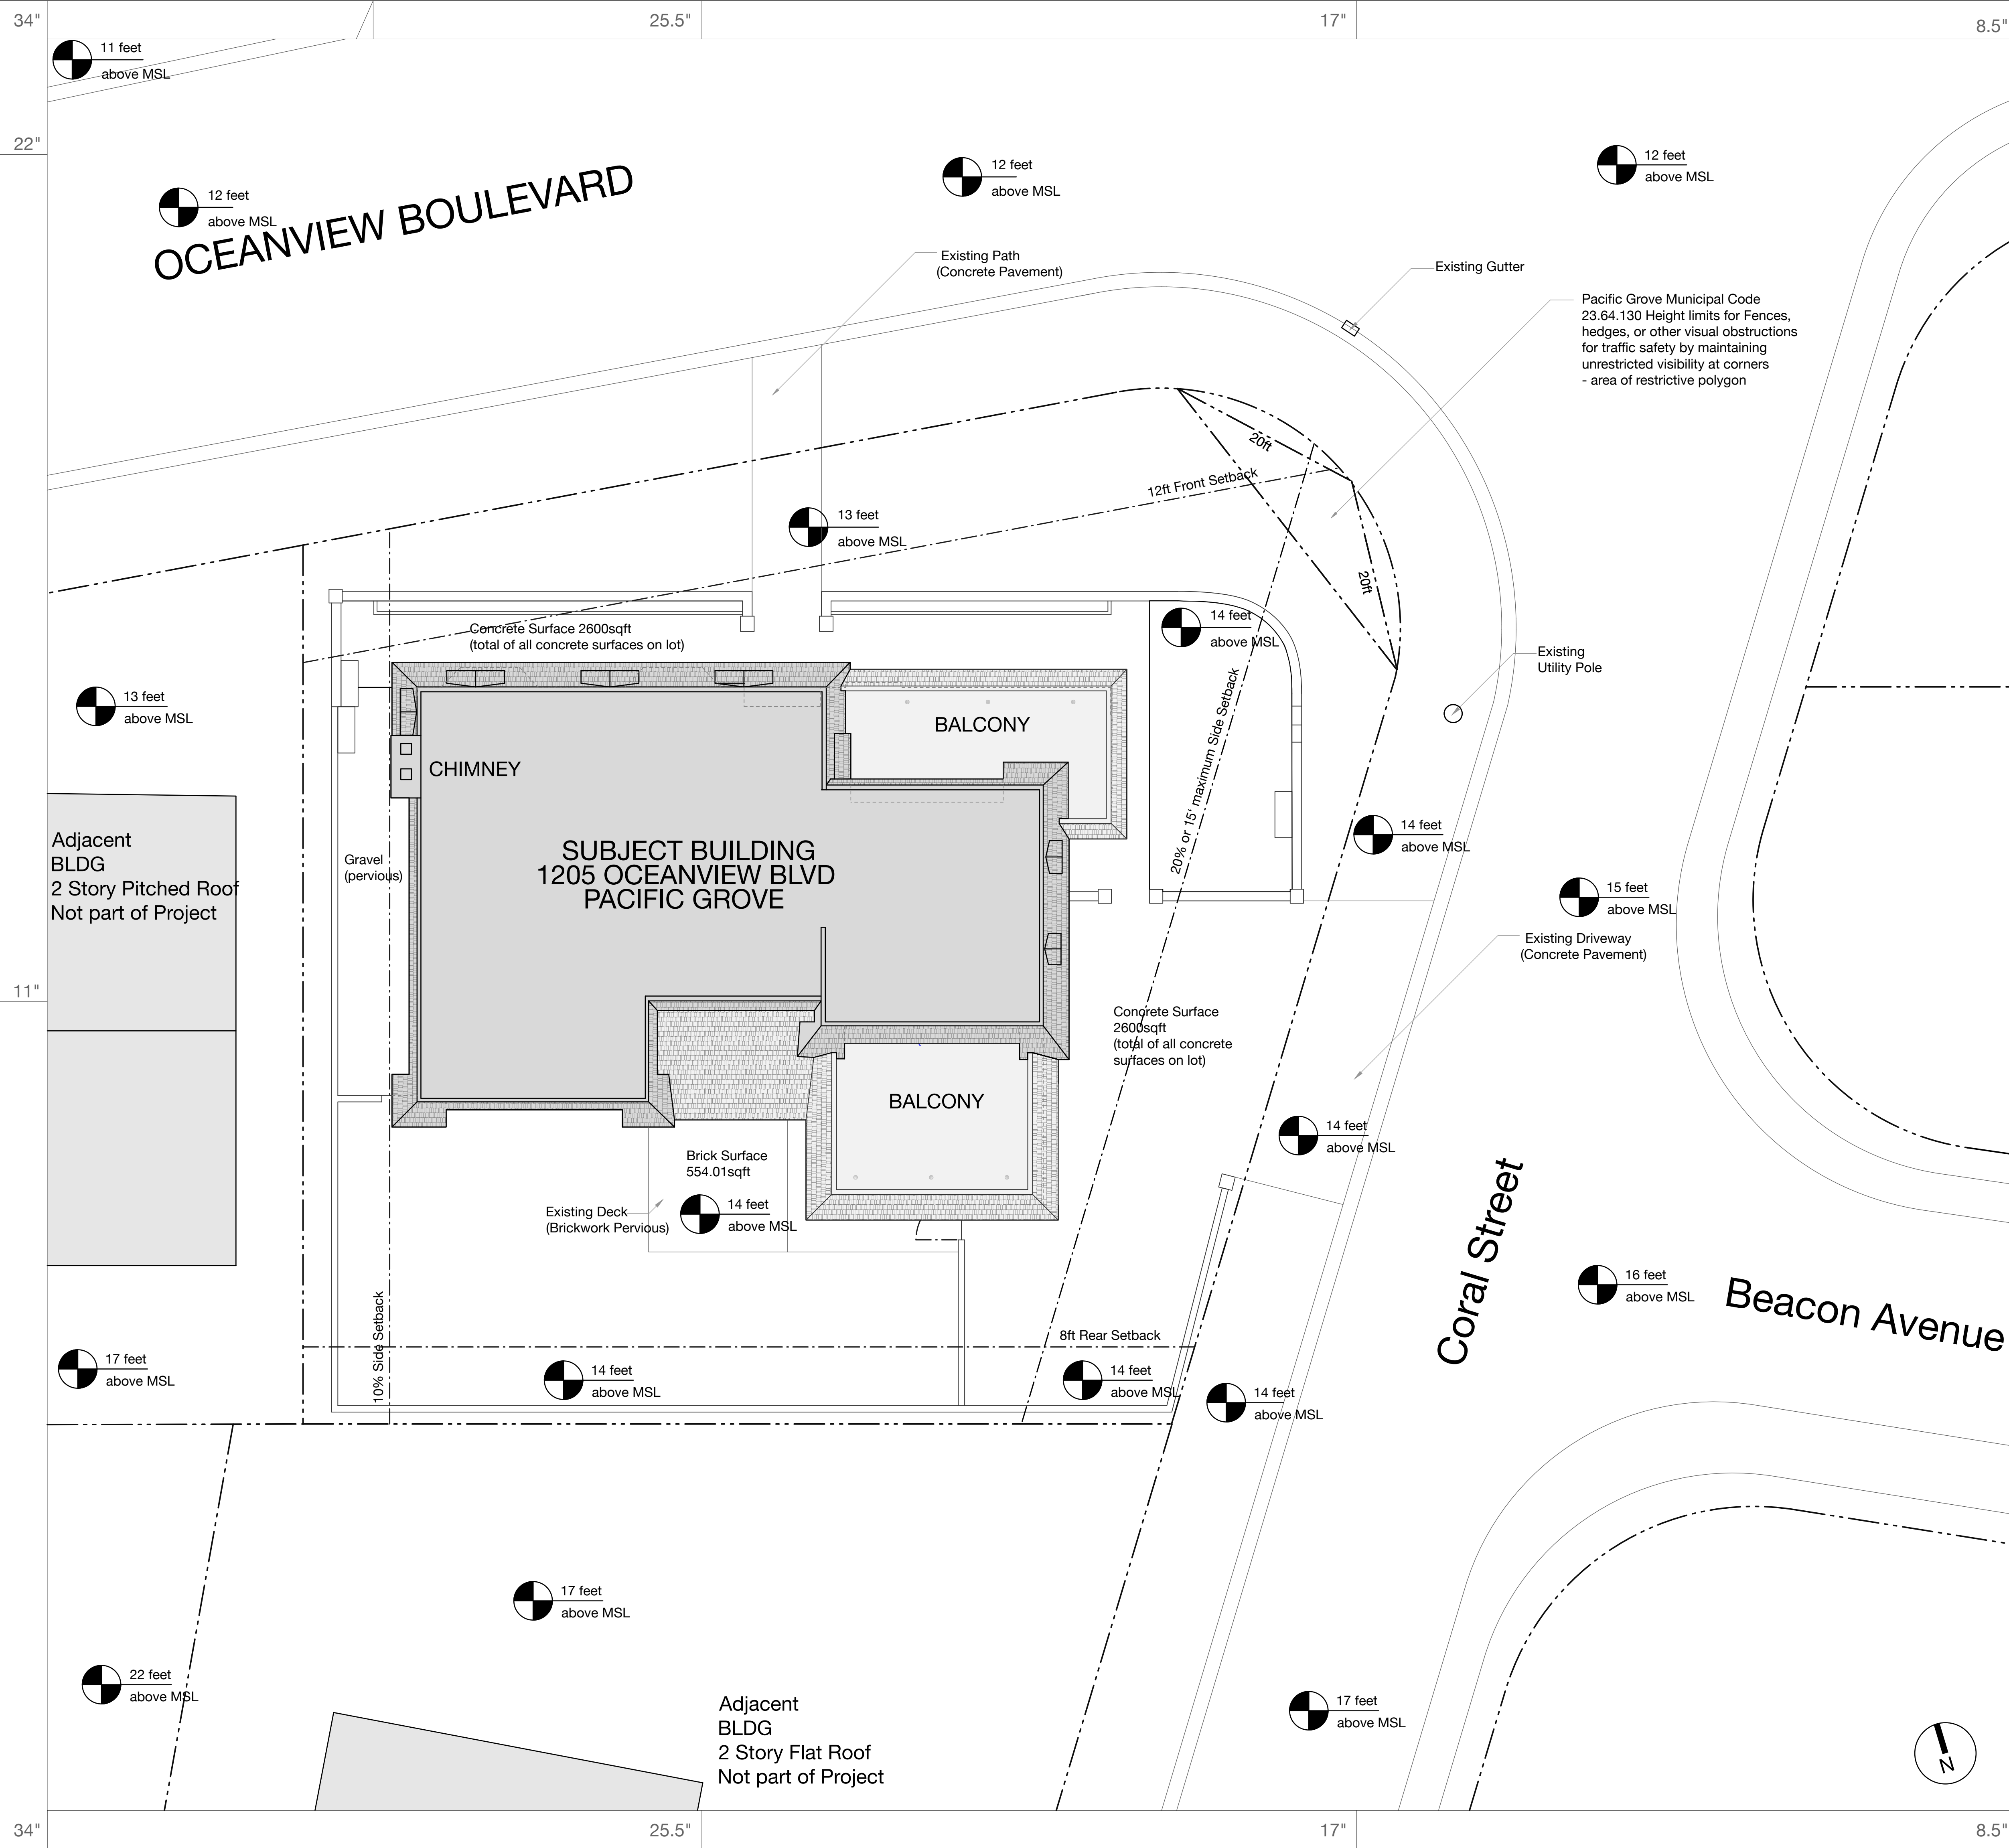 34"
25.5"
17"
8.5"
11 feet
above MSL
22"
12 feet
above MSL
OCEANVIEW BOULEVARD
12 feet
above MSL
12 feet
above MSL
Existing Path
(Concrete Pavement)
Existing Gutter
Pacific Grove Municipal Code
23.64.130 Height limits for Fences,
hedges, or other visual obstructions
for traffic safety by maintaining
unrestricted visibility at corners
- area of restrictive polygon
20ft
12ft Front Setback
13 feet
above MSL
20ft
Concrete Surface 2600sqft
(total of all concrete surfaces on lot)
14 feet
above MSL
Existing
Utility Pole
13 feet
above MSL
BALCONY
CHIMNEY
20% or 15' maximum Side Setback
Adjacent
BLDG
2 Story Pitched Roof
Not part of Project
Gravel
(pervious)
SUBJECT BUILDING
1205 OCEANVIEW BLVD
PACIFIC GROVE
14 feet
above MSL
15 feet
above MSL
Existing Driveway
(Concrete Pavement)
11"
Concrete Surface
2600sqft
(total of all concrete
surfaces on lot)
BALCONY
14 feet
above MSL
Brick Surface
554.01sqft
Existing Deck
(Brickwork Pervious)
14 feet
above MSL
Coral Street
16 feet
above MSL
Beacon Avenue
10% Side Setback
8ft Rear Setback
17 feet
above MSL
14 feet
above MSL
14 feet
above MSL
14 feet
above MSL
17 feet
above MSL
22 feet
above MSL
Adjacent
BLDG
2 Story Flat Roof
Not part of Project
17 feet
above MSL
N
34"
25.5"
17"
8.5"